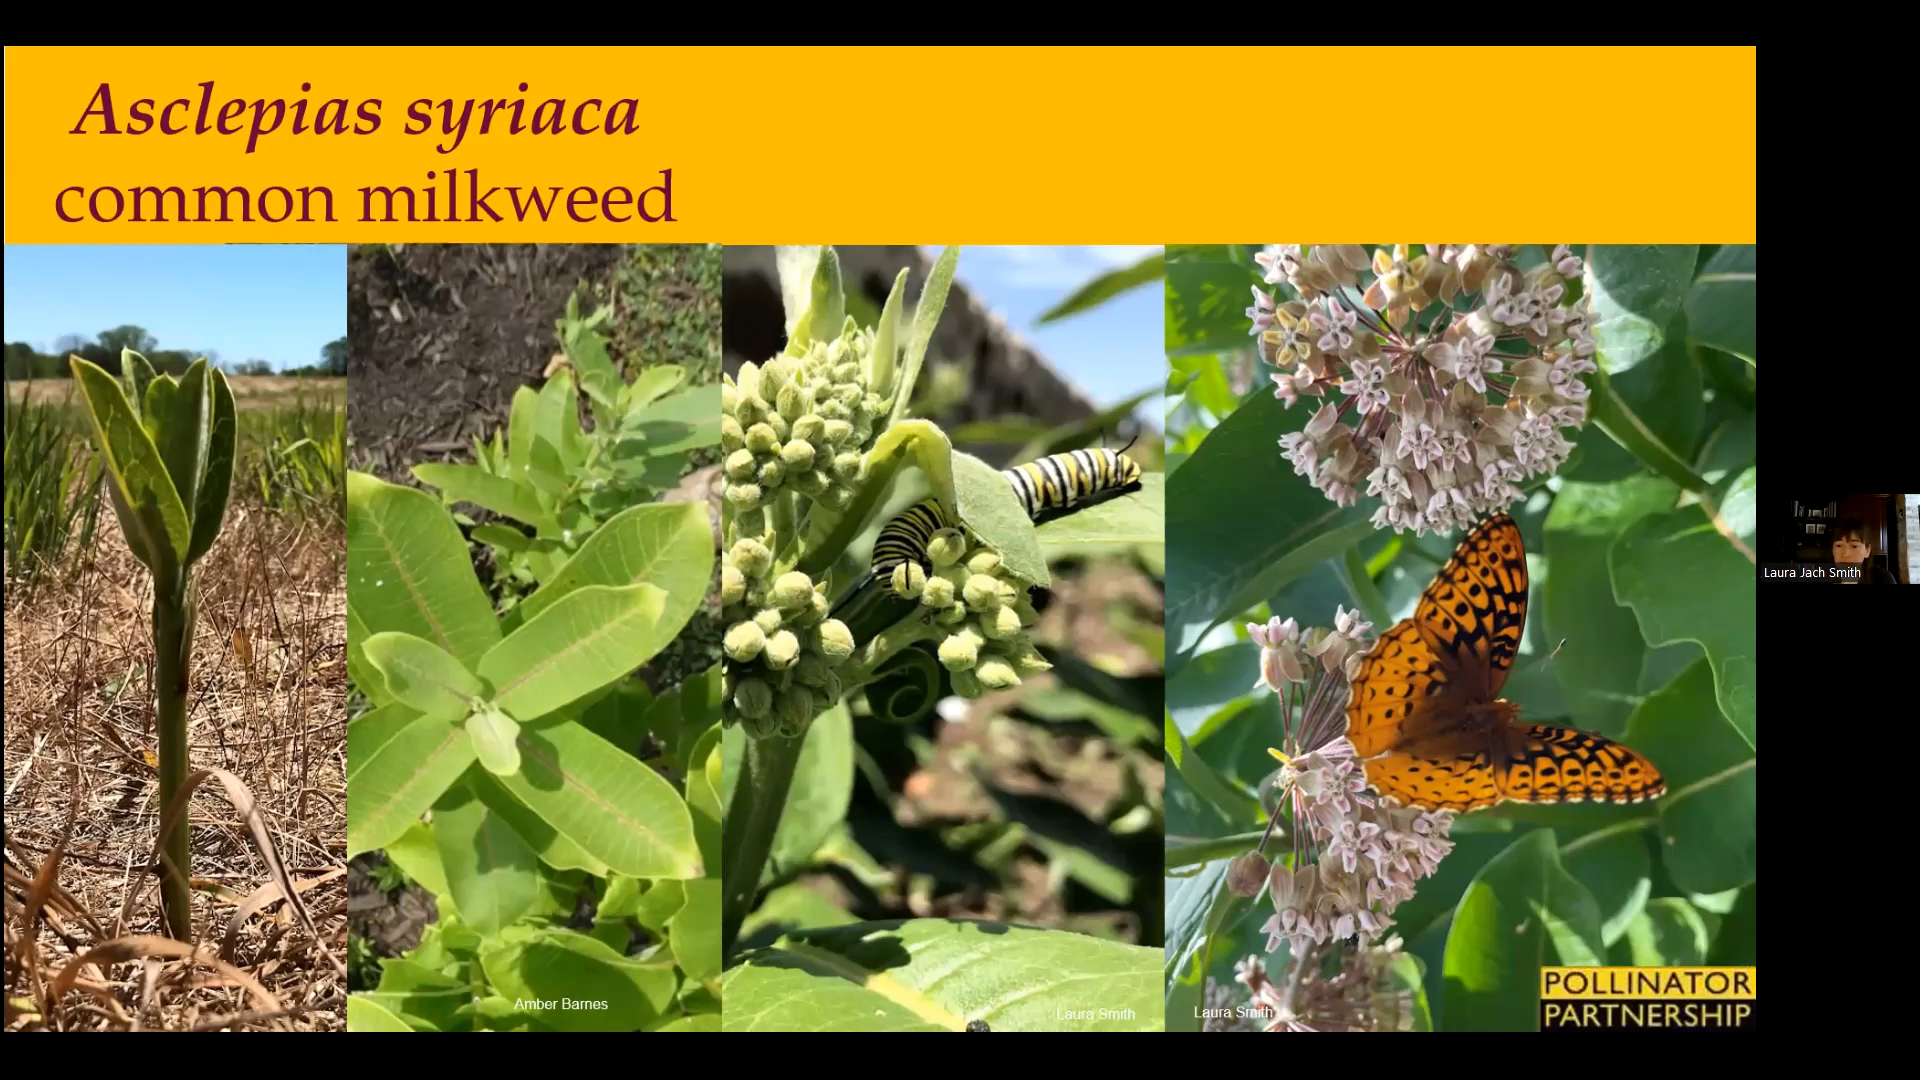 Asclepias syriaca
common milkweed
Amber Barnes
Laura Smith
Laura Smith
POLLINATOR
PARTNERSHIP
Laura Jach Smith